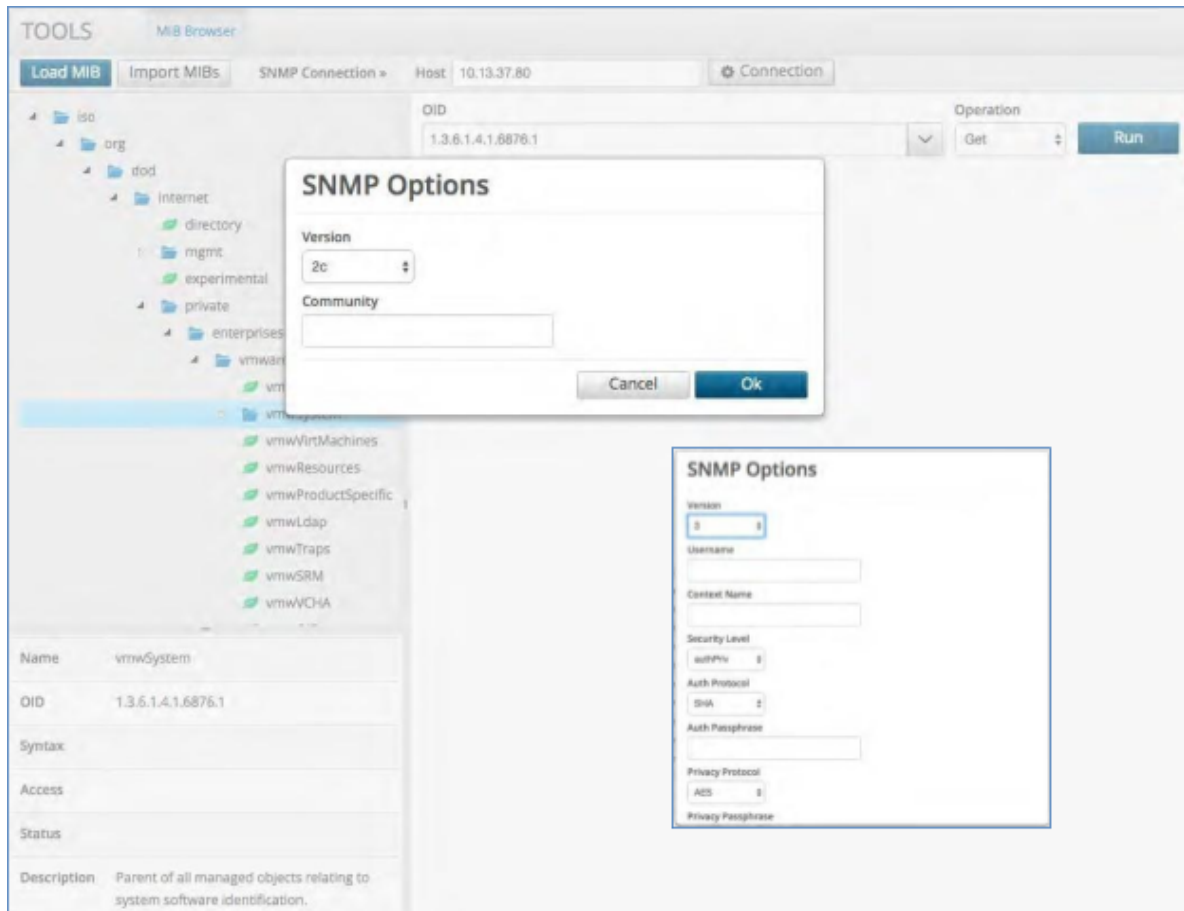 TOOLS
MIB Browser
Load MIB
Import MIBs
SNMP Connection »
Host
10.13.37.80
Connection
iso
org
dod
internet
directory
mgmt
experimental
private
enterprises
vmwSystem
vmwVirtMachines
vmwResources
vmwProductSpecific
vmwLdap
vmwTraps
vmwSRM
vmwVCHA
OID
Operation
1.3.6.1.4.1.6876.1
Get
Run
SNMP Options
Version
2c
Community
Cancel
Ok
SNMP Options
Version
3
Username
Context Name
Security Level
authPriv
Auth Protocol
SHA
Auth Passphrase
Privacy Protocol
AES
Privacy Passphrase
Name vmwSystem
OID 1.3.6.1.4.1.6876.1
Syntax
Access
Status
Description Parent of all managed objects relating to
system software identification.